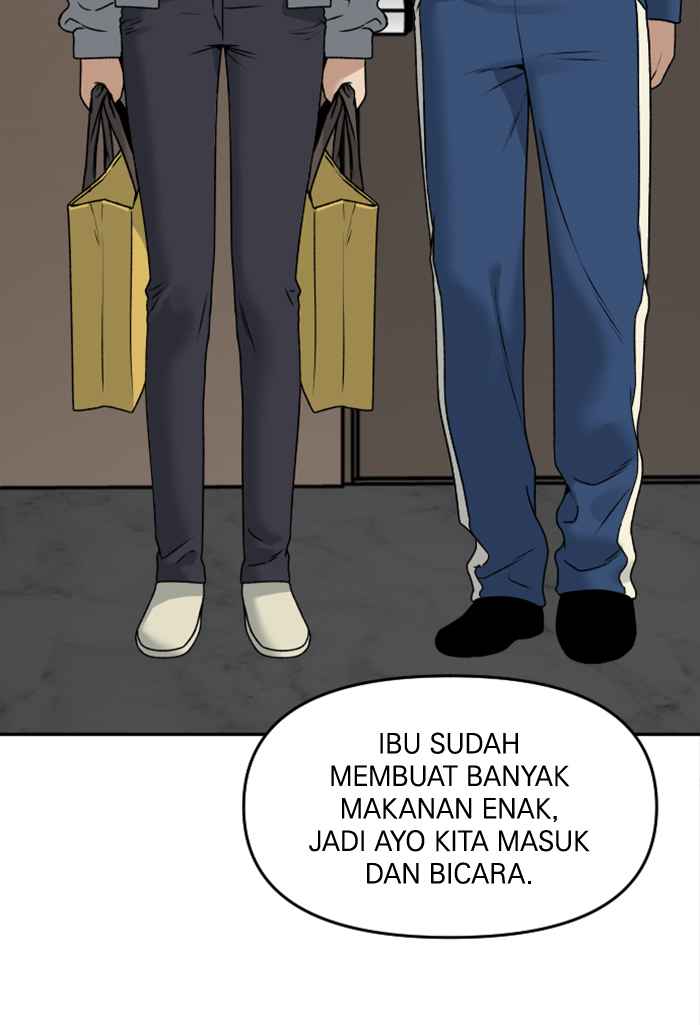 IBU SUDAH
MEMBUAT BANYAK
MAKANAN ENAK,
JADI AYO KITA MASUK
DAN BICARA.